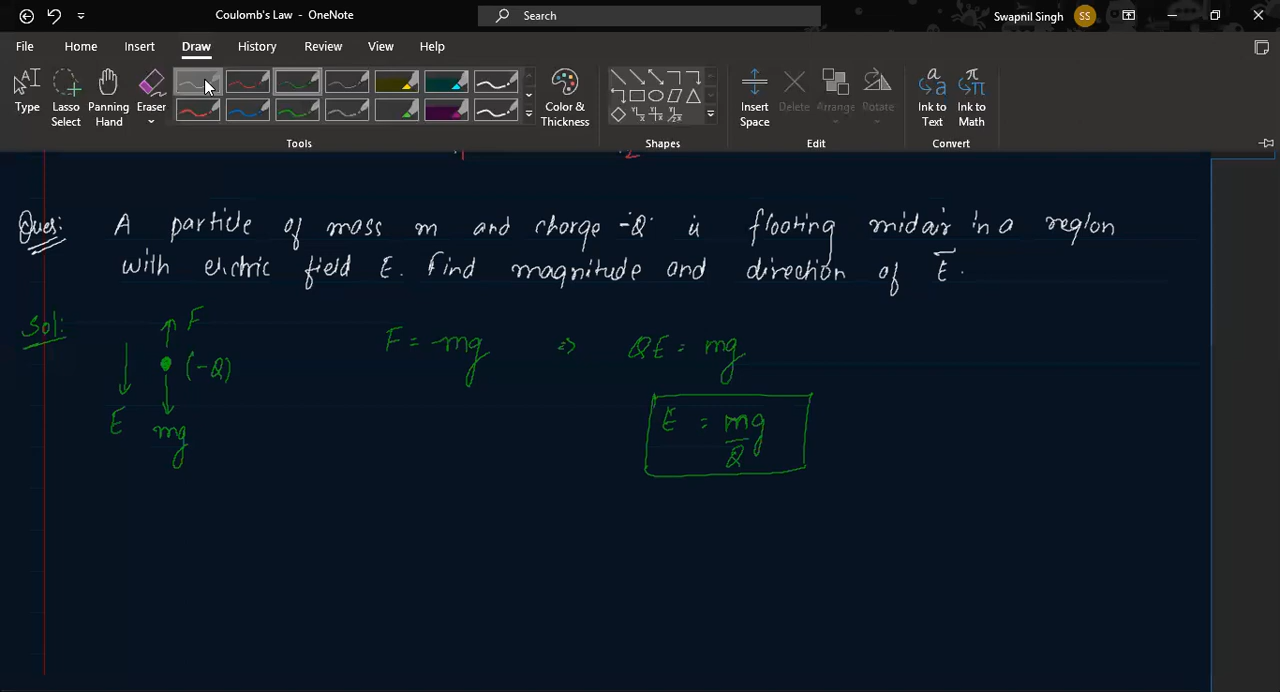 Coulomb's Law - OneNote
Search
Swapnil Singh
SS
File
Home
Insert
Draw
History
Review
View
Help
Type
Lasso Select
Panning Hand
Eraser
Color & Thickness
Insert Space
Delete
Arrange
Rotate
Ink to Text
Ink to Math
Tools
Shapes
Edit
Convert
Ques: A particle of mass m and charge -Q is floating midair in a region
with electric field E. Find magnitude and direction of E.
Sol:
F
(-Q)
E
mg
F = mg ⇒ QE = mg
E = mg/Q